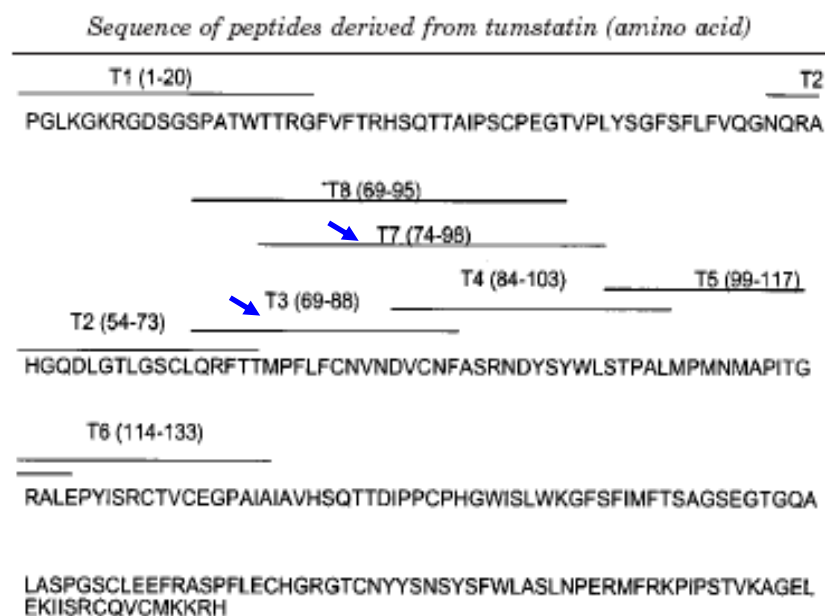 Sequence of peptides derived from tumstatin (amino acid)
T1 (1-20) T2
PGLKGKRGDSGSPATWTTRGFVFTRHSQTTAIPSCPEGTVPLYSGFSFLFVQGNQRA
T8 (69-95)
T7 (74-98)
T4 (84-103) T5 (99-117)
T3 (69-88)
T2 (54-73)
HGQDLGTLGSCLQRFTTMPFLFCNVNDVCNFASRNDYSYWLSTPALMPMNMAPITG
T6 (114-133)
RALEPYISRCTVCEGPAIAIAVHSQTTDIPPCPHGWISLWKGFSFIMFTSAGSEGTGQA
LASPGSCLEEFRASPFLECHGRGTCNYYSNSYSFWLASLNPERMFRKPIPSTVKAGEL
EKIISRCQVCMKKRH